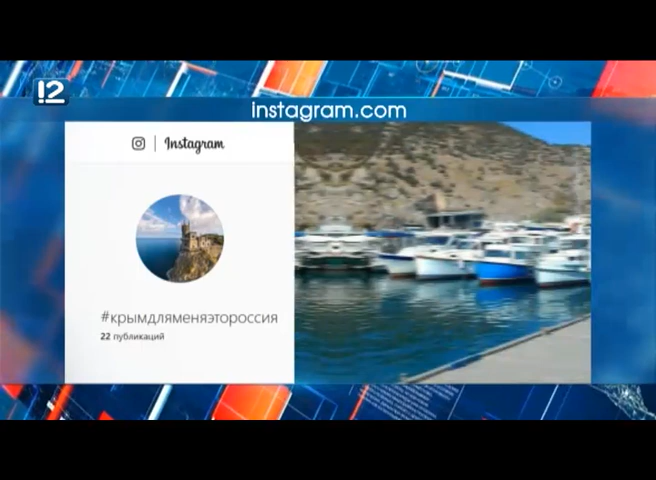 12
instagram.com
Instagram
#крымдляменяэтороссия
22 публикаций